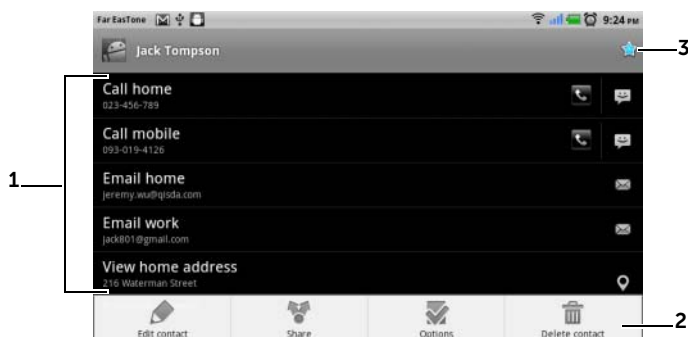 Far EasTone 9:24 PM
Jack Tompson
3
Call home
023-456-789
Call mobile
093-019-4126
1
Email home
jeremy.wu@qisda.com
Email work
jack801@gmail.com
View home address
216 Waterman Street
2
Edit contact Share Options Delete contact